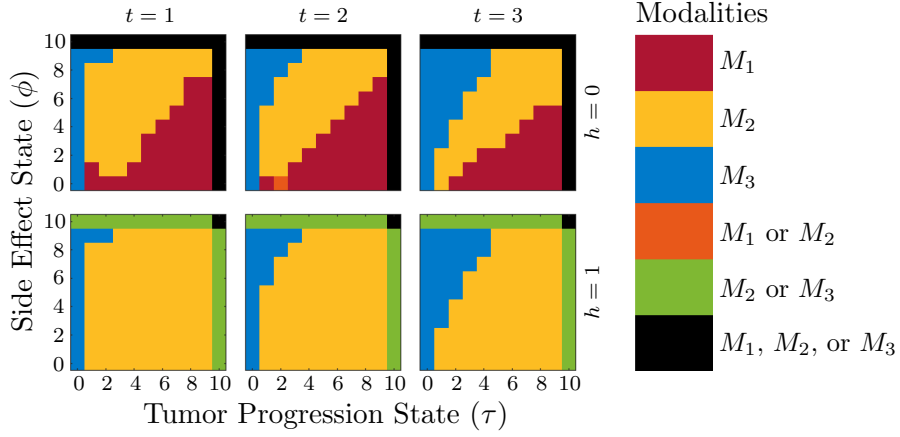 t = 1 t = 2 t = 3 Modalities
10
8
6
4
2
0
h = 0
10
8
6
4
2
0
h = 1
0 2 4 6 8 10 0 2 4 6 8 10 0 2 4 6 8 10
Side Effect State (ϕ)
Tumor Progression State (τ)
M₁
M₂
M₃
M₁ or M₂
M₂ or M₃
M₁, M₂, or M₃